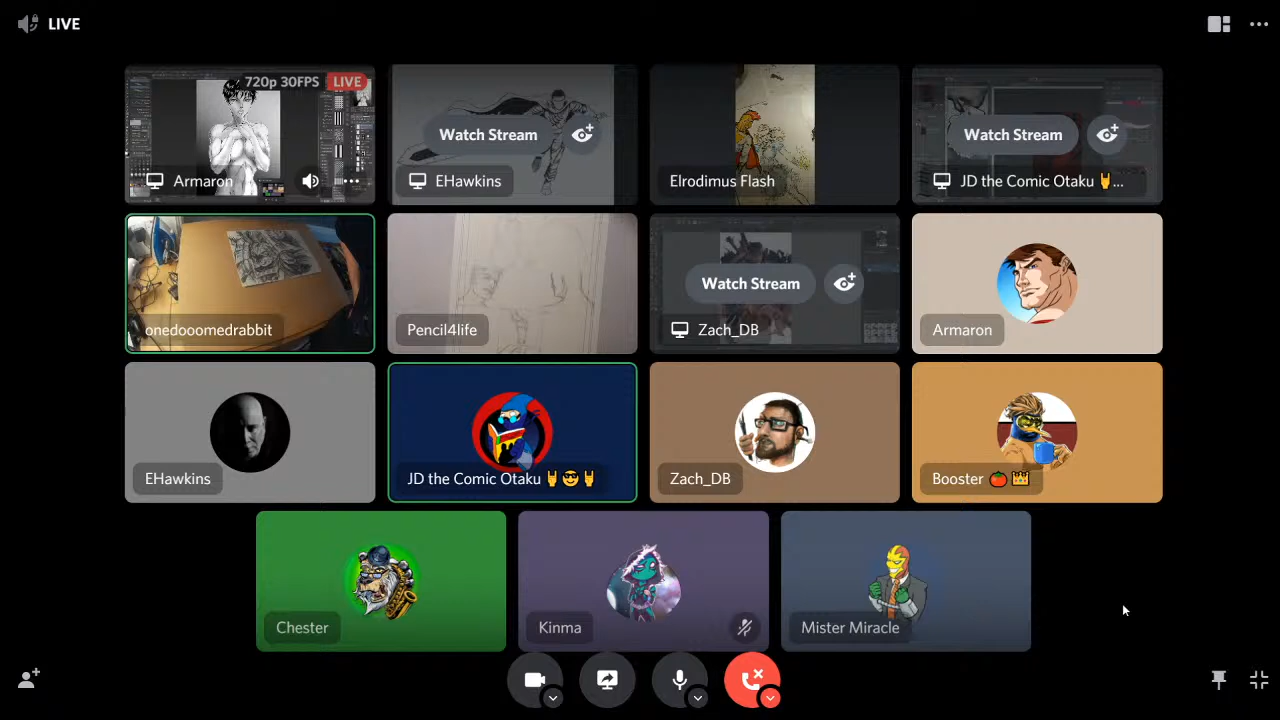 LIVE
720p 30FPS LIVE
Armaron
Watch Stream
EHawkins
Elrodimus Flash
Watch Stream
JD the Comic Otaku 🤘...
onedooomedrabbit
Pencil4life
Watch Stream
Zach_DB
Armaron
EHawkins
JD the Comic Otaku 🤘😎🤘
Zach_DB
Booster 🍅👑
Chester
Kinma
Mister Miracle